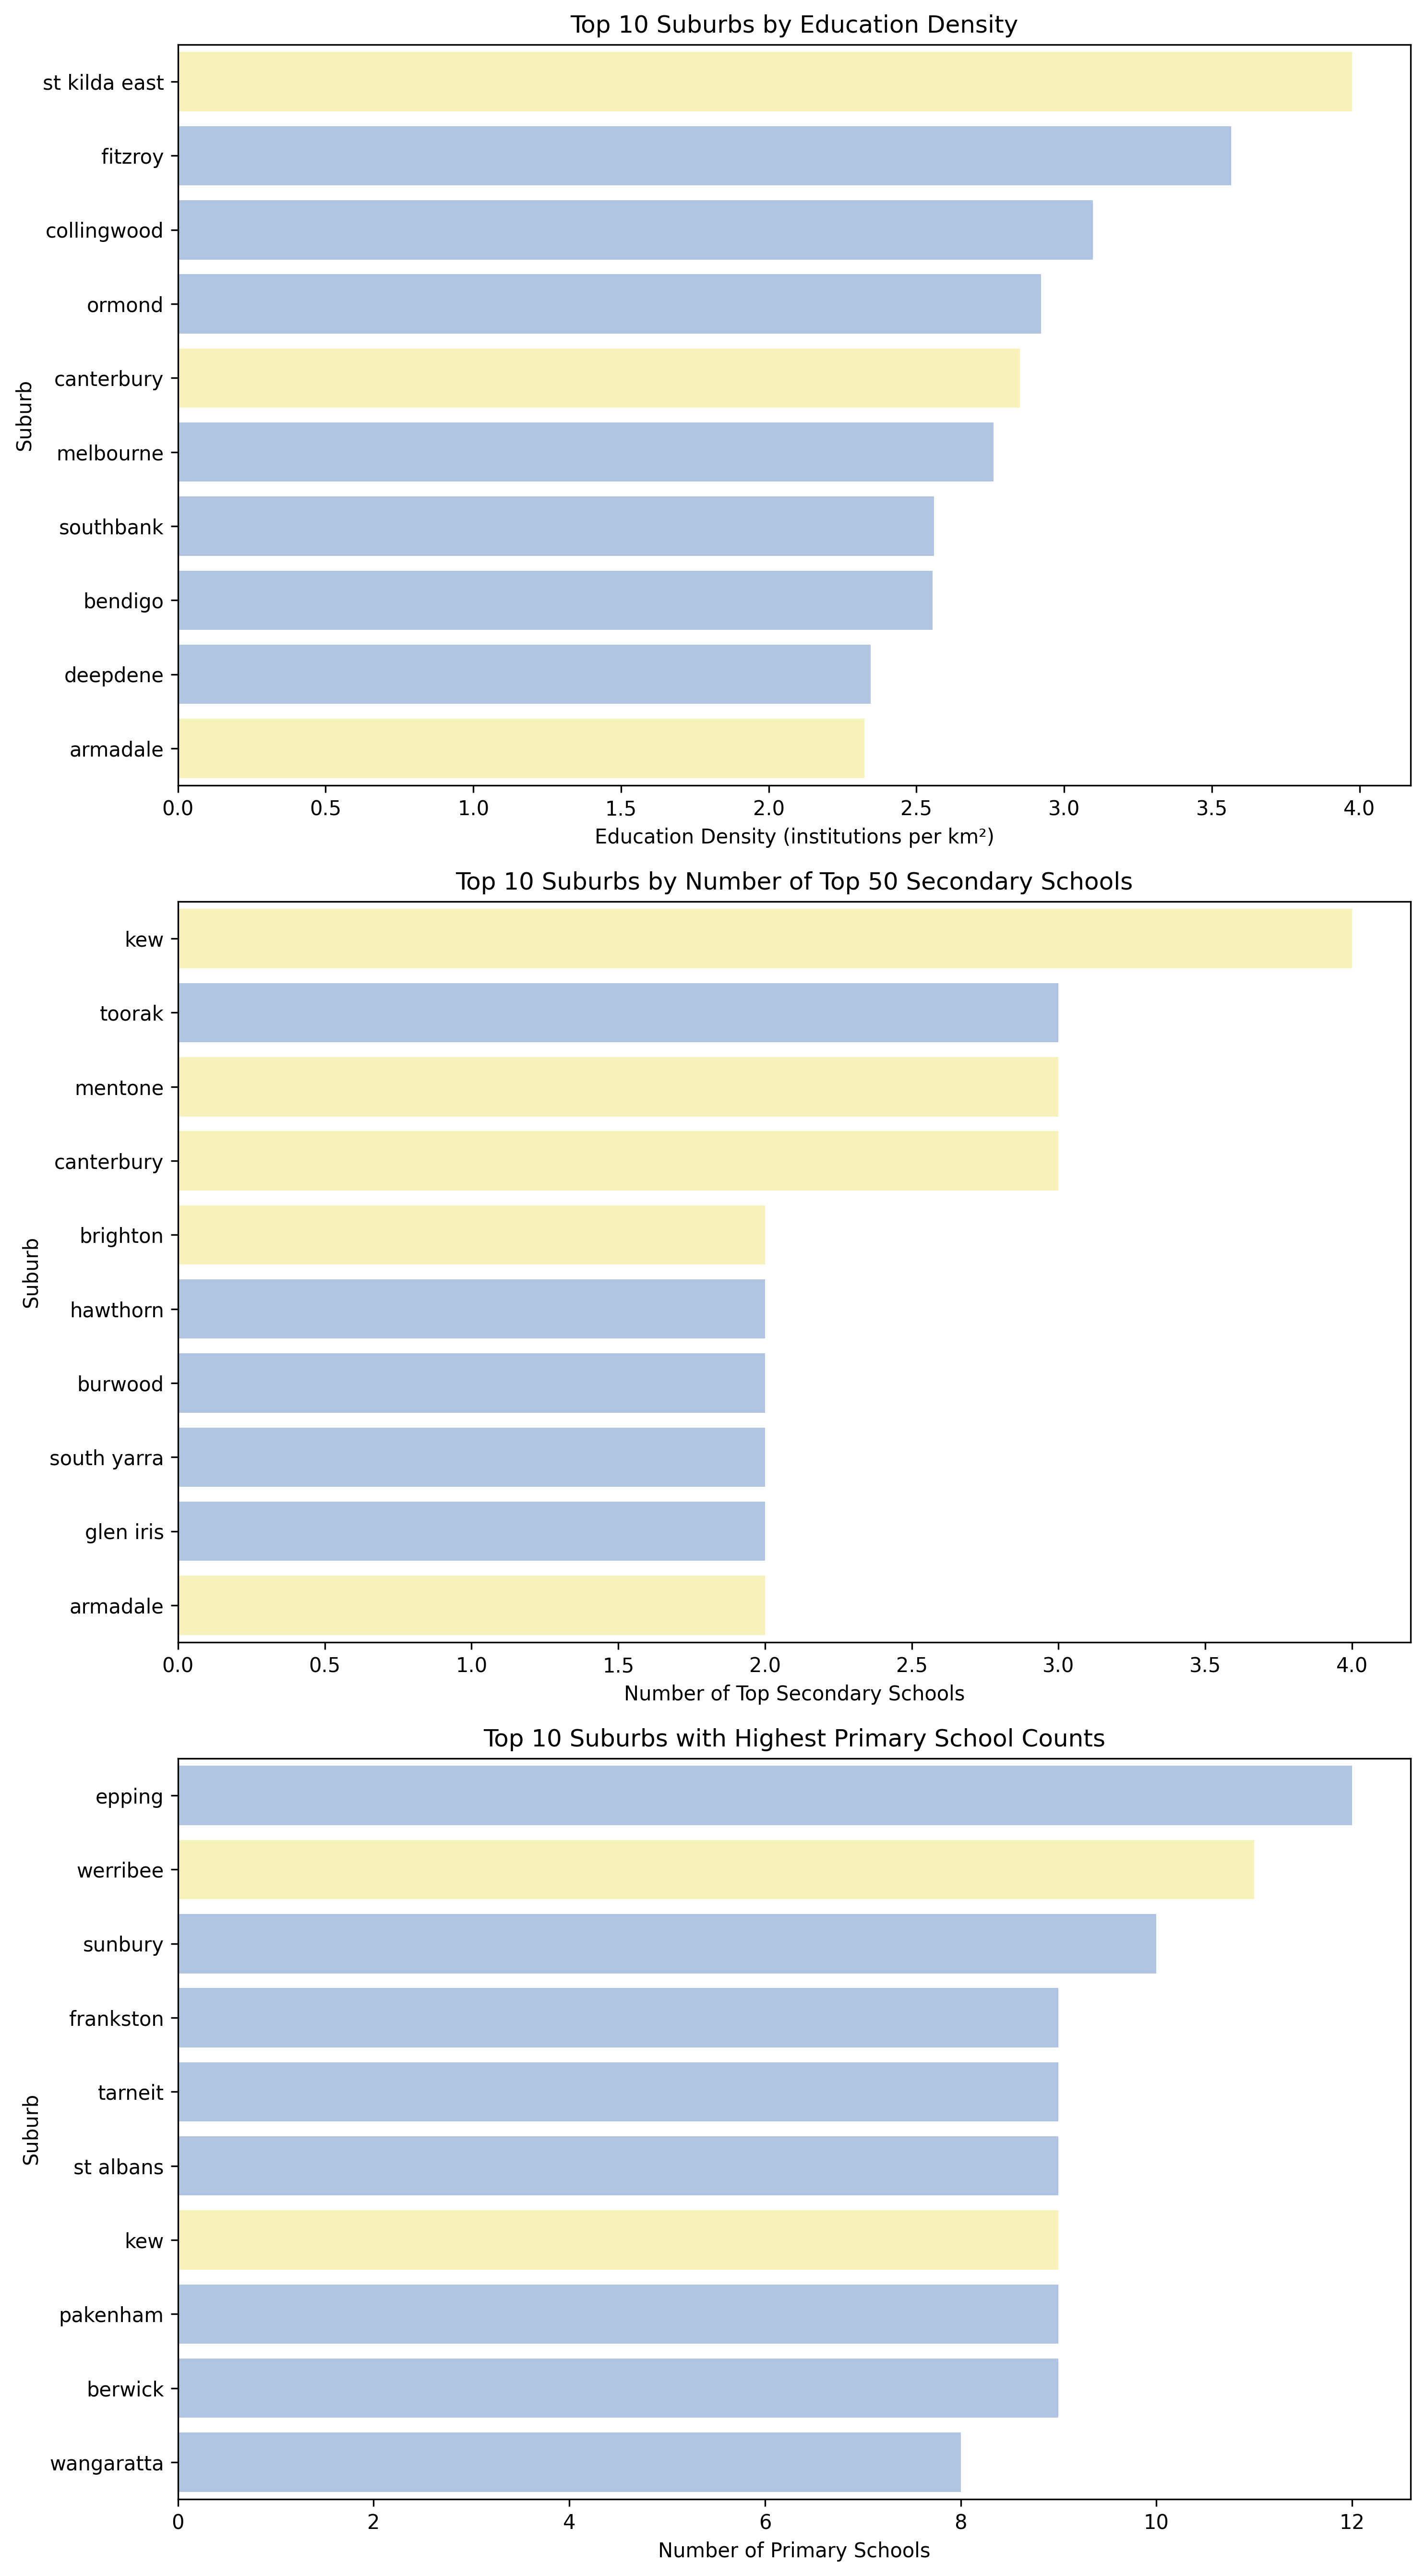 Top 10 Suburbs by Education Density
Suburb
st kilda east
fitzroy
collingwood
ormond
canterbury
melbourne
southbank
bendigo
deepdene
armadale
0.0 0.5 1.0 1.5 2.0 2.5 3.0 3.5 4.0
Education Density (institutions per km²)
Top 10 Suburbs by Number of Top 50 Secondary Schools
Suburb
kew
toorak
mentone
canterbury
brighton
hawthorn
burwood
south yarra
glen iris
armadale
0.0 0.5 1.0 1.5 2.0 2.5 3.0 3.5 4.0
Number of Top Secondary Schools
Top 10 Suburbs with Highest Primary School Counts
Suburb
epping
werribee
sunbury
frankston
tarneit
st albans
kew
pakenham
berwick
wangaratta
0 2 4 6 8 10 12
Number of Primary Schools